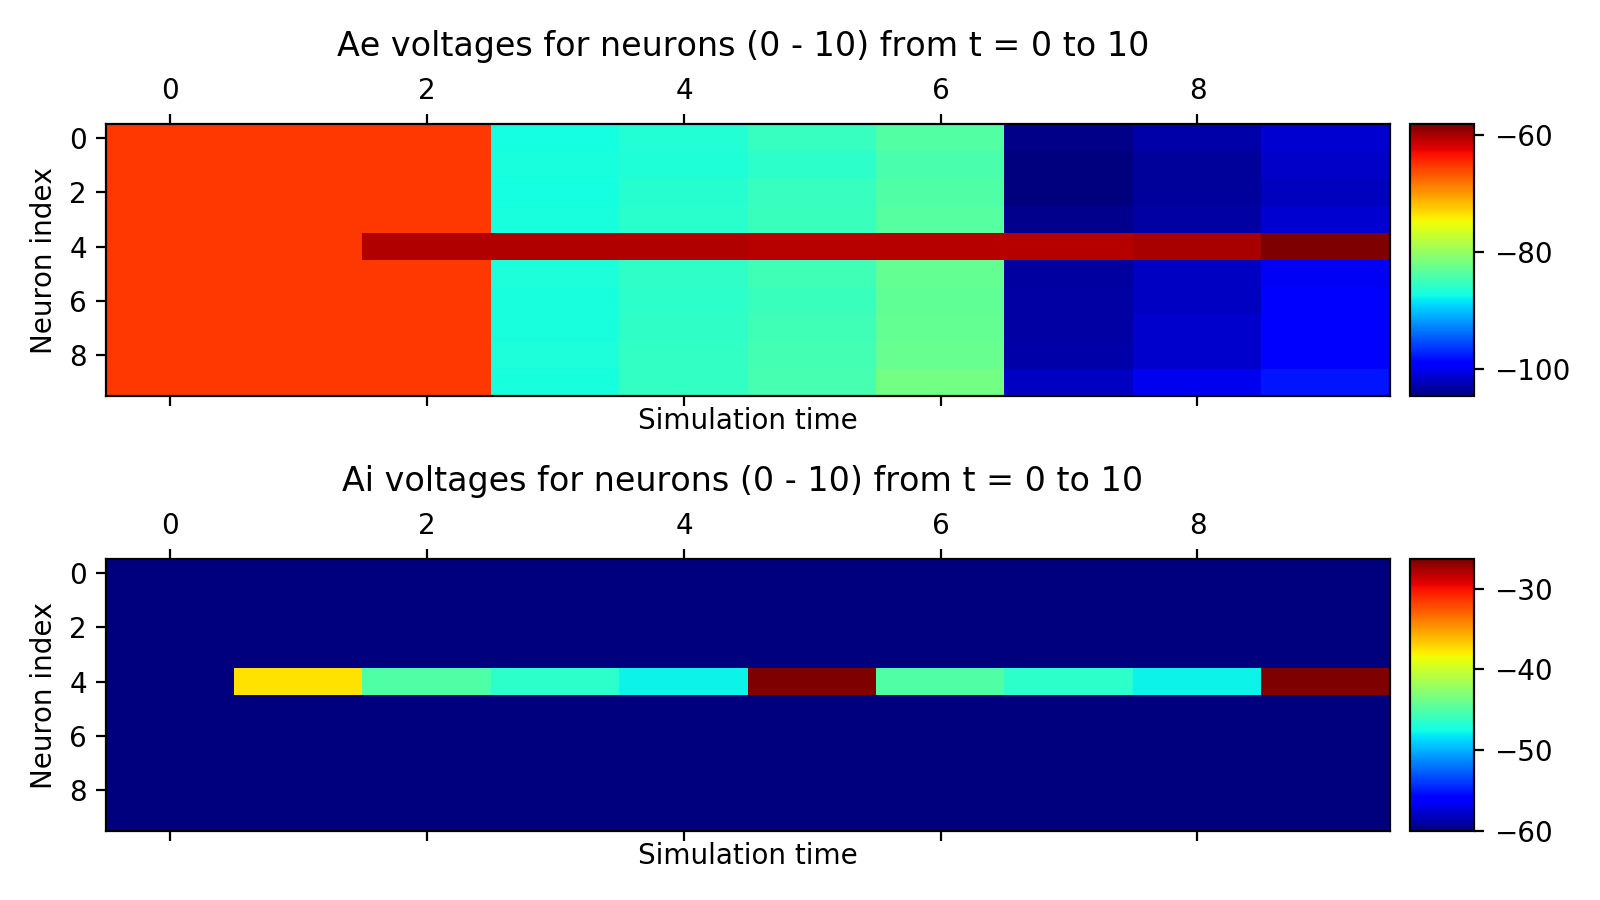 Ae voltages for neurons (0 - 10) from t = 0 to 10
0 2 4 6 8
Neuron index
0
2
4
6
8
−60
−80
−100
Simulation time
Ai voltages for neurons (0 - 10) from t = 0 to 10
0 2 4 6 8
Neuron index
0
2
4
6
8
−30
−40
−50
−60
Simulation time